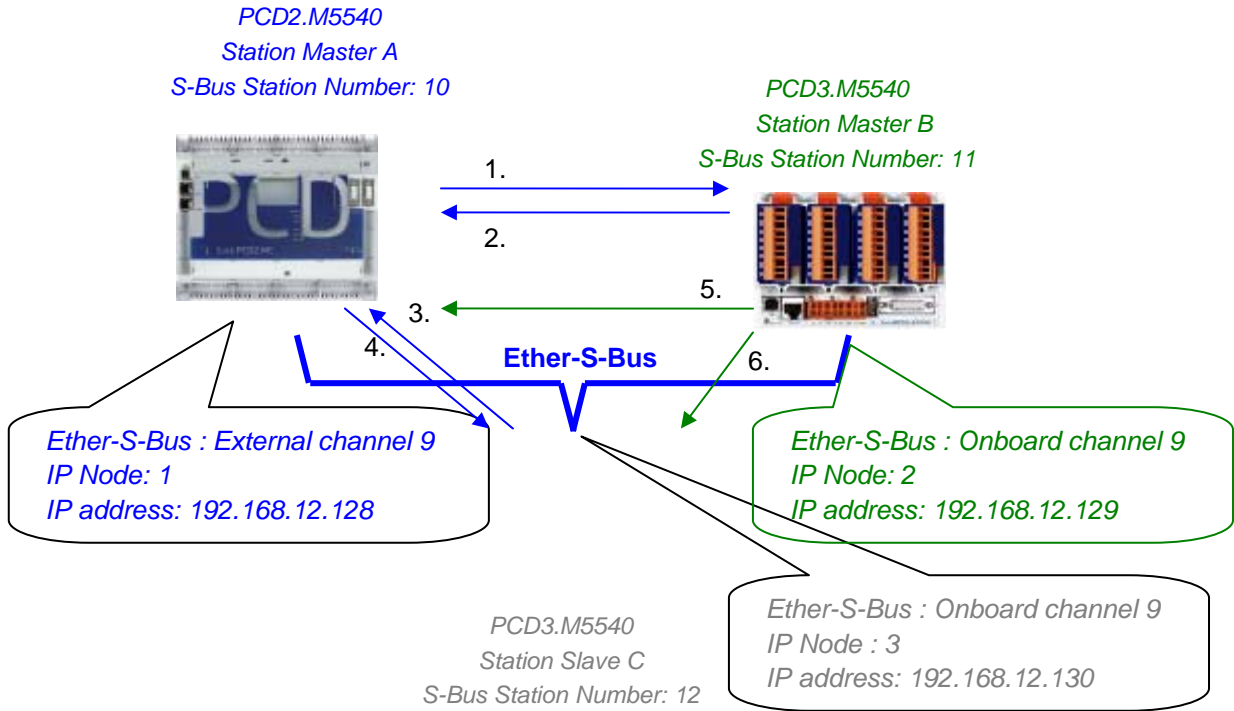 PCD2.M5540
Station Master A
S-Bus Station Number: 10
PCD3.M5540
Station Master B
S-Bus Station Number: 11
PCD
1.
2.
3.
4.
5.
6.
Ether-S-Bus
Ether-S-Bus : External channel 9
IP Node: 1
IP address: 192.168.12.128
Ether-S-Bus : Onboard channel 9
IP Node: 2
IP address: 192.168.12.129
Ether-S-Bus : Onboard channel 9
IP Node : 3
IP address: 192.168.12.130
PCD3.M5540
Station Slave C
S-Bus Station Number: 12